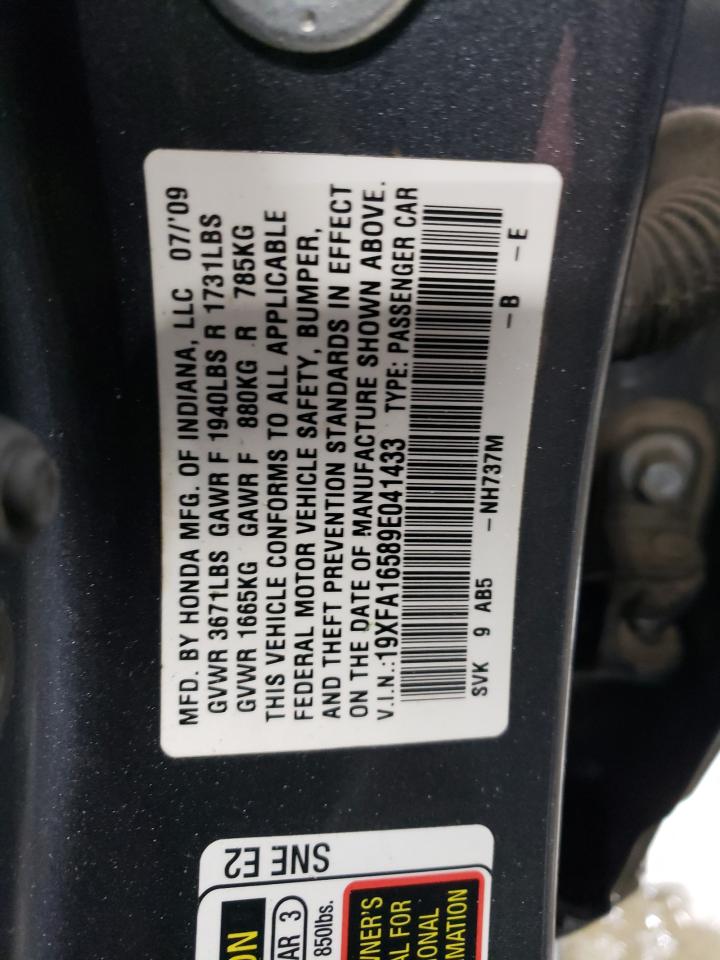 MFD. BY HONDA MFG. OF INDIANA, LLC 07/'09
GVWR 3671LBS GAWR F 1940LBS R 1731LBS
GVWR 1665KG GAWR F 880KG R 785KG
THIS VEHICLE CONFORMS TO ALL APPLICABLE
FEDERAL MOTOR VEHICLE SAFETY, BUMPER,
AND THEFT PREVENTION STANDARDS IN EFFECT
ON THE DATE OF MANUFACTURE SHOWN ABOVE.
V.I.N.:19XFA16589E041433 TYPE: PASSENGER CAR
SVK 9 AB5 -NH737M -B -E
SNE E2
AR 3
850lbs.